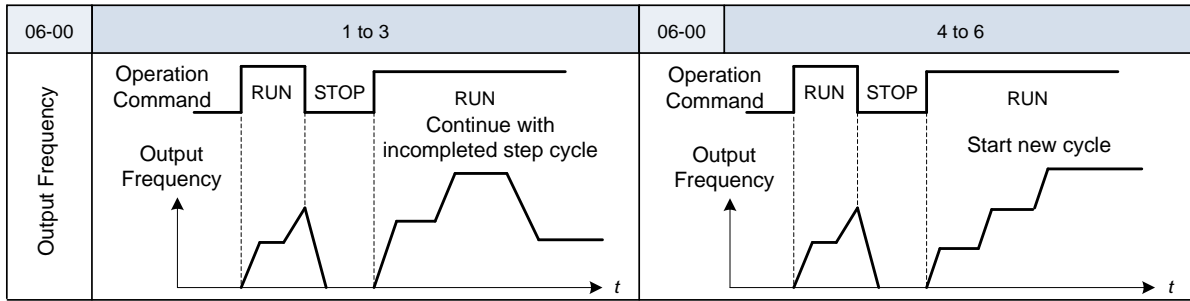 06-00
1 to 3
06-00
4 to 6
Output Frequency
Operation
Command
RUN
STOP
RUN
Continue with
incompleted step cycle
Output
Frequency
t
Operation
Command
RUN
STOP
RUN
Start new cycle
Output
Frequency
t